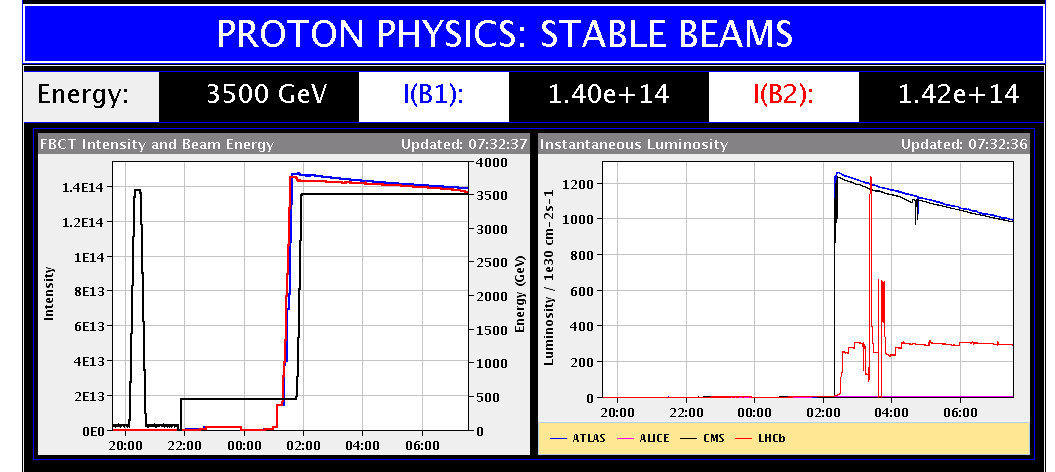 PROTON PHYSICS: STABLE BEAMS
Energy: 3500 GeV I(B1): 1.40e+14 I(B2): 1.42e+14
FBCT Intensity and Beam Energy Updated: 07:32:37
Intensity
1.4E14
1.2E14
1E14
8E13
6E13
4E13
2E13
0E0
4000
3500
3000
2500
2000
1500
1000
500
0
Energy (GeV)
20:00 22:00 00:00 02:00 04:00 06:00
Instantaneous Luminosity Updated: 07:32:36
Luminosity / 1e30 cm-2s-1
1200
1000
800
600
400
200
0
20:00 22:00 00:00 02:00 04:00 06:00
ATLAS ALICE CMS LHCb